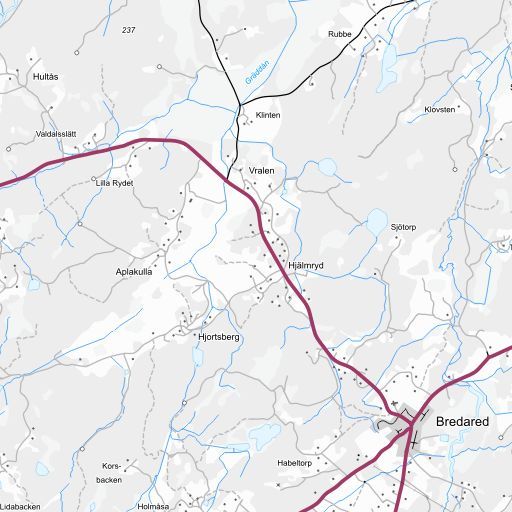 237
Rubbe
Gräddån
Hultås
Klinten
Klovsten
Valdalsslätt
Vralen
Lilla Rydet
Sjötorp
Aplakulla
Hjälmryd
Hjortsberg
Bredared
Kors-
backen
Habeltorp
Lidabacken
Holmåsa